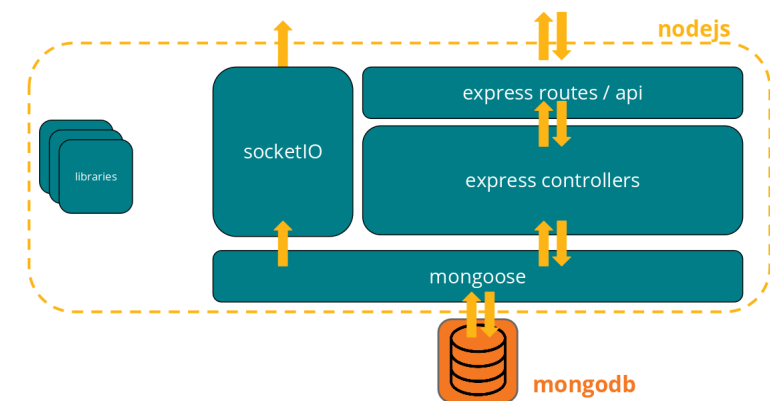 nodejs
express routes / api
socketIO
libraries
express controllers
mongoose
mongodb